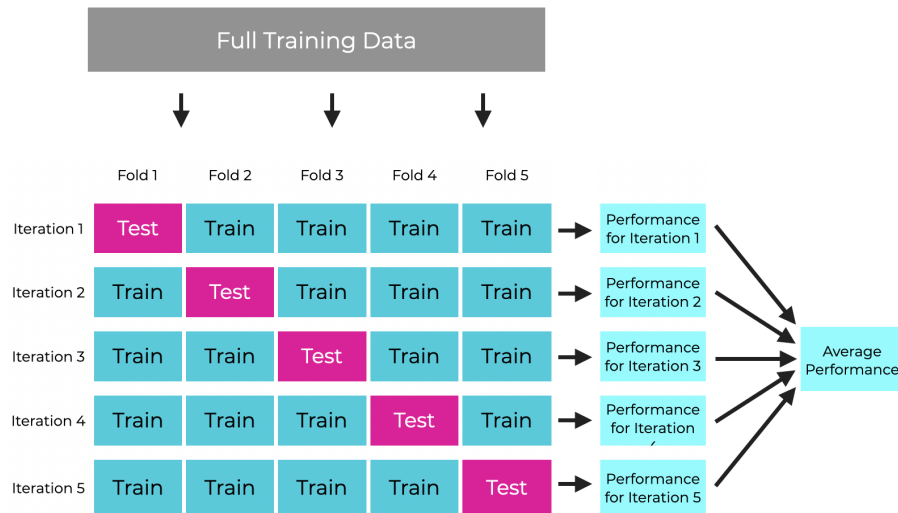 Full Training Data
Fold 1 Fold 2 Fold 3 Fold 4 Fold 5
Iteration 1 Test Train Train Train Train Performance for Iteration 1
Iteration 2 Train Test Train Train Train Performance for Iteration 2
Iteration 3 Train Train Test Train Train Performance for Iteration 3
Average Performance
Iteration 4 Train Train Train Test Train Performance for Iteration
Iteration 5 Train Train Train Train Test Performance for Iteration 5